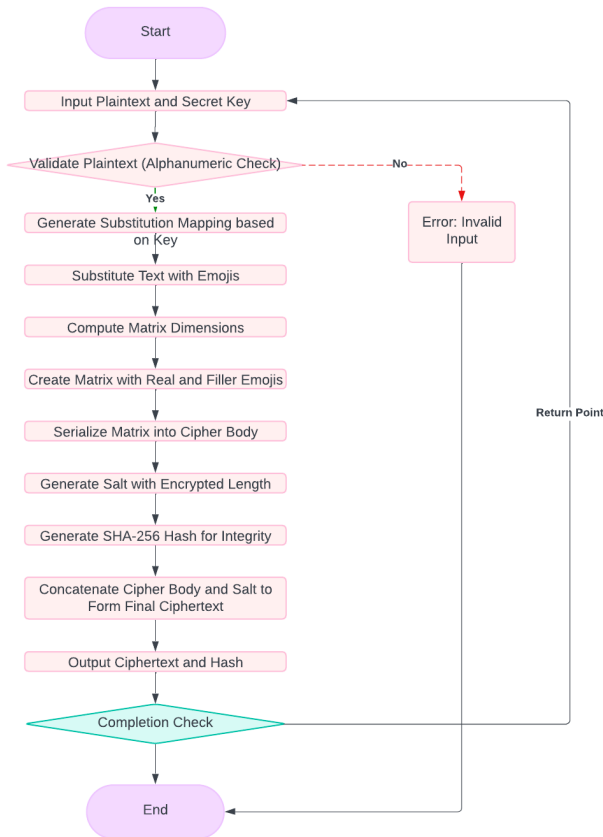 Start
Input Plaintext and Secret Key
Validate Plaintext (Alphanumeric Check)
No
Yes
Generate Substitution Mapping based
on Key
Error: Invalid
Input
Substitute Text with Emojis
Compute Matrix Dimensions
Create Matrix with Real and Filler Emojis
Return Point
Serialize Matrix into Cipher Body
Generate Salt with Encrypted Length
Generate SHA-256 Hash for Integrity
Concatenate Cipher Body and Salt to
Form Final Ciphertext
Output Ciphertext and Hash
Completion Check
End